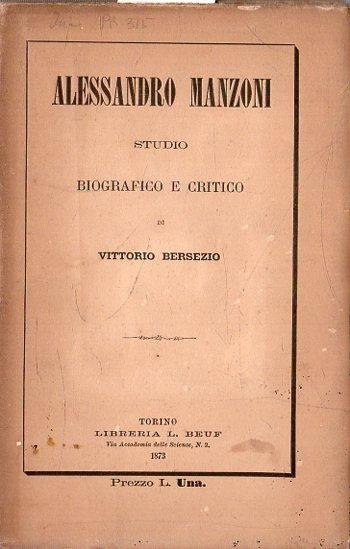 ALESSANDRO MANZONI
STUDIO
BIOGRAFICO E CRITICO
DI
VITTORIO BERSEZIO
TORINO
LIBRERIA L. BEUF
Via Accademia delle Scienze, N. 2.
1873
Prezzo L. Una.